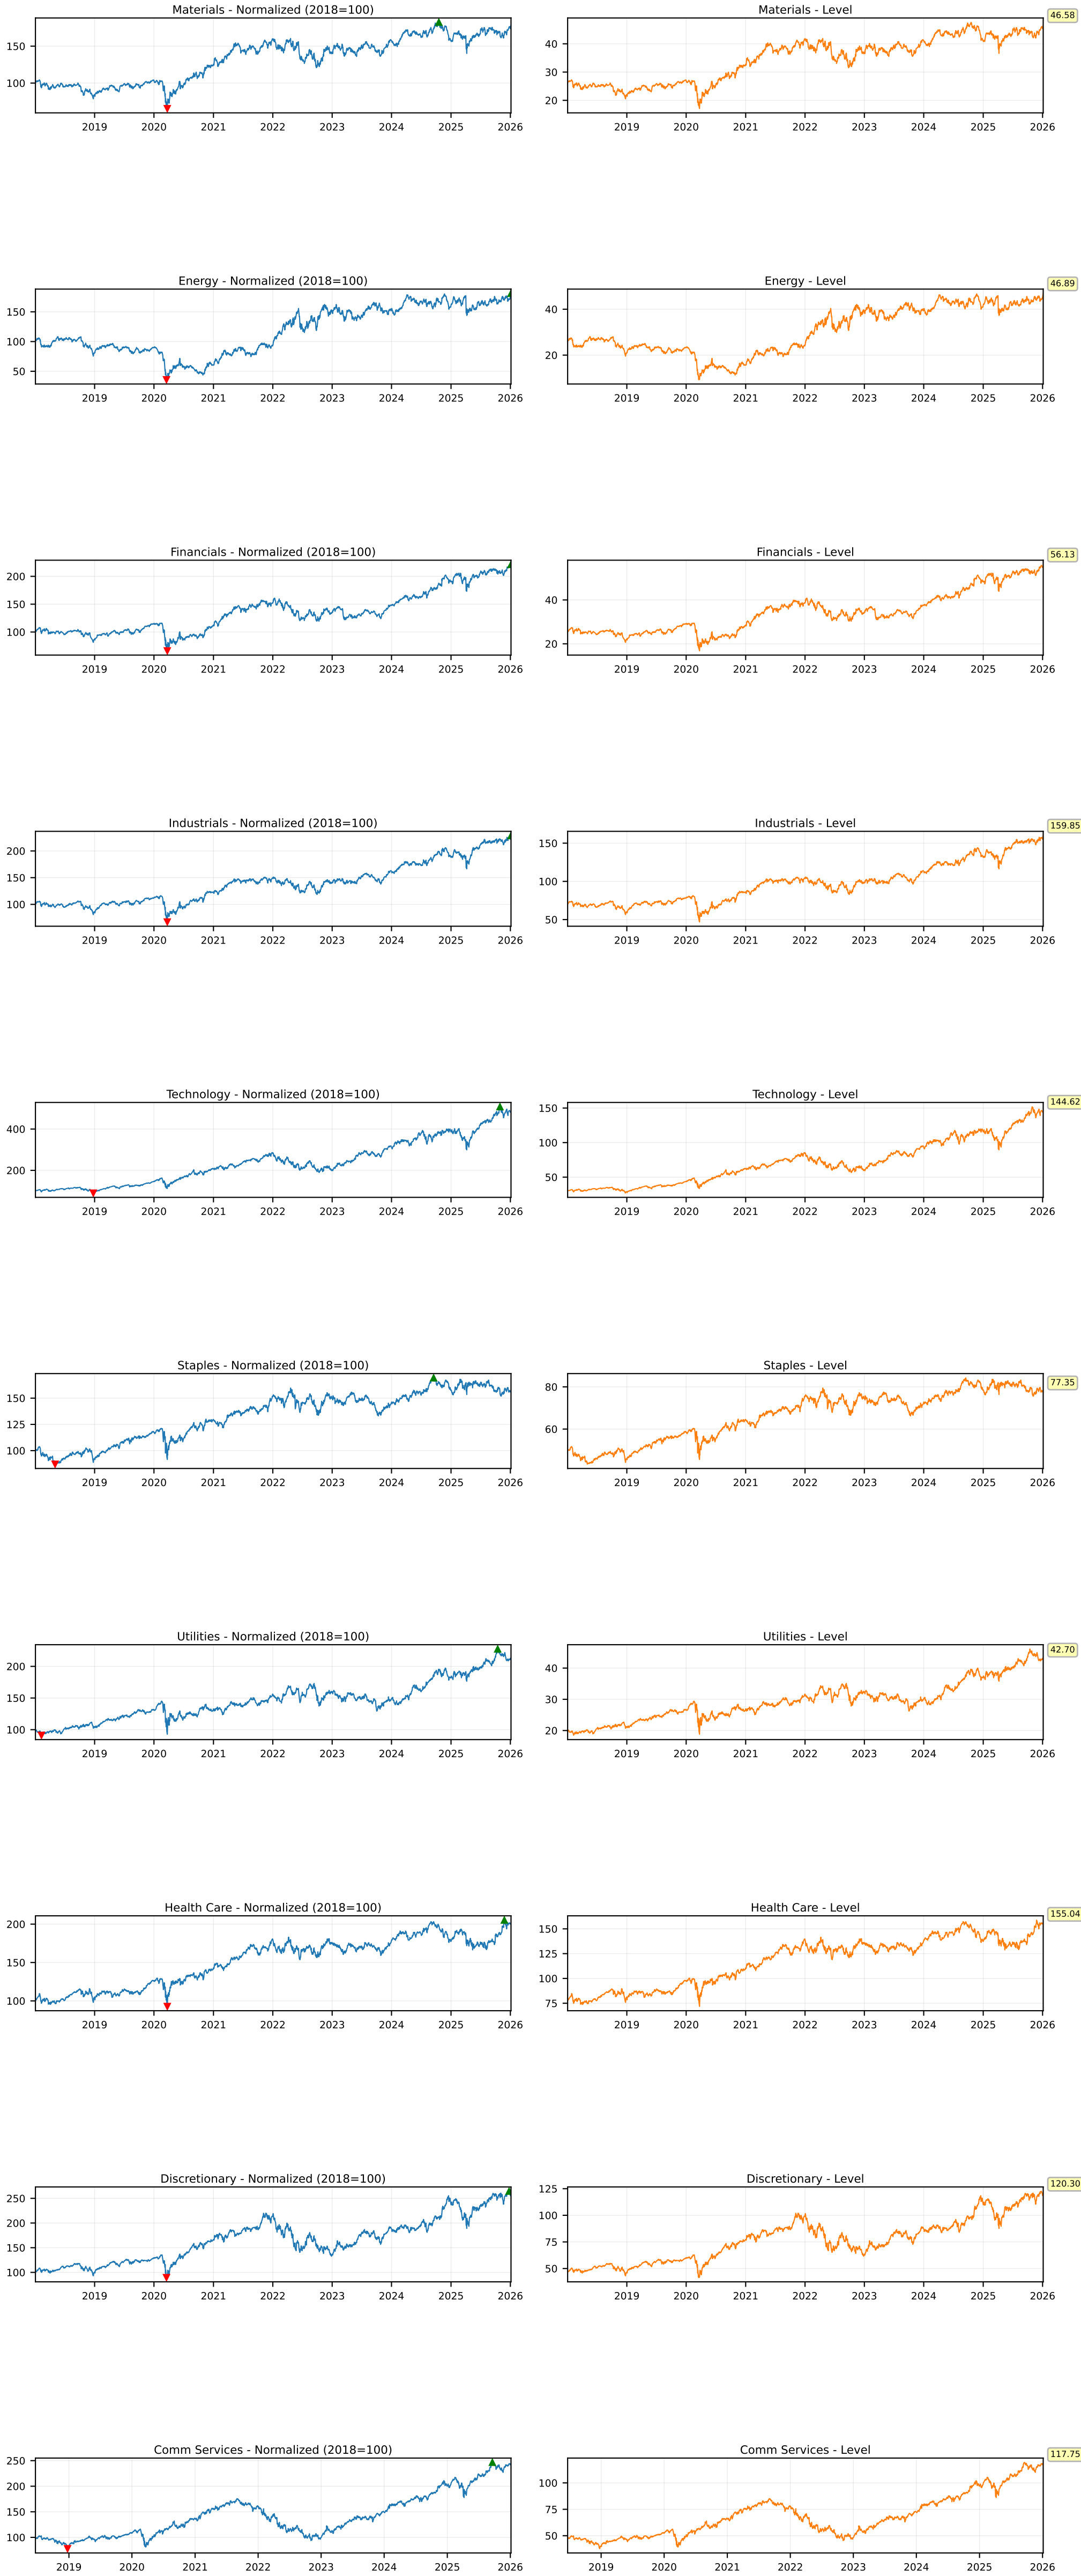 Materials - Normalized (2018=100)
150
100
2019 2020 2021 2022 2023 2024 2025 2026
Materials - Level
46.58
40
30
20
2019 2020 2021 2022 2023 2024 2025 2026
Energy - Normalized (2018=100)
150
100
50
2019 2020 2021 2022 2023 2024 2025 2026
Energy - Level
46.89
40
20
2019 2020 2021 2022 2023 2024 2025 2026
Financials - Normalized (2018=100)
200
150
100
2019 2020 2021 2022 2023 2024 2025 2026
Financials - Level
56.13
40
20
2019 2020 2021 2022 2023 2024 2025 2026
Industrials - Normalized (2018=100)
200
150
100
2019 2020 2021 2022 2023 2024 2025 2026
Industrials - Level
159.85
150
100
50
2019 2020 2021 2022 2023 2024 2025 2026
Technology - Normalized (2018=100)
400
200
2019 2020 2021 2022 2023 2024 2025 2026
Technology - Level
144.62
150
100
50
2019 2020 2021 2022 2023 2024 2025 2026
Staples - Normalized (2018=100)
150
125
100
2019 2020 2021 2022 2023 2024 2025 2026
Staples - Level
77.35
80
60
2019 2020 2021 2022 2023 2024 2025 2026
Utilities - Normalized (2018=100)
200
150
100
2019 2020 2021 2022 2023 2024 2025 2026
Utilities - Level
42.70
40
30
20
2019 2020 2021 2022 2023 2024 2025 2026
Health Care - Normalized (2018=100)
200
150
100
2019 2020 2021 2022 2023 2024 2025 2026
Health Care - Level
155.04
150
125
100
75
2019 2020 2021 2022 2023 2024 2025 2026
Discretionary - Normalized (2018=100)
250
200
150
100
2019 2020 2021 2022 2023 2024 2025 2026
Discretionary - Level
120.30
125
100
75
50
2019 2020 2021 2022 2023 2024 2025 2026
Comm Services - Normalized (2018=100)
250
200
150
100
2019 2020 2021 2022 2023 2024 2025 2026
Comm Services - Level
117.75
100
75
50
2019 2020 2021 2022 2023 2024 2025 2026